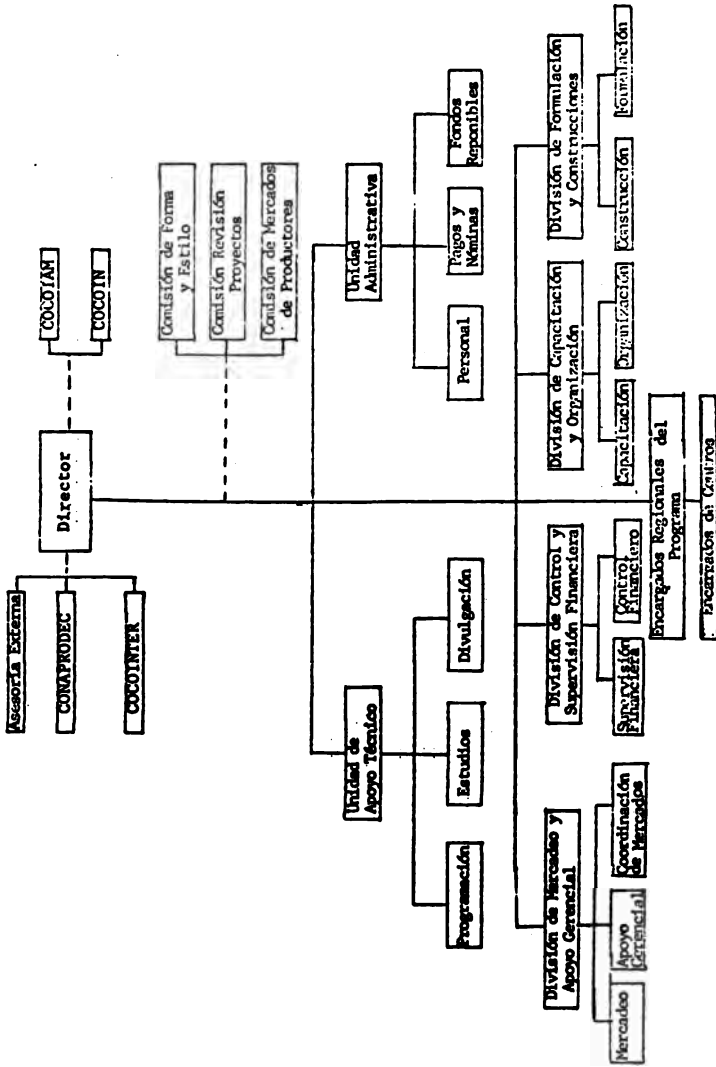 Asesoría Externa
CONAPRODEC
COCOINTER
Director
COCOTAM
COCOIN
Comisión de Forma
y Estilo
Comisión Revisión
Proyectos
Comisión de Mercados
de Productores
Unidad de
Apoyo Técnico
Unidad
Administrativa
Programación
Estudios
Divulgación
Personal
Pagos y
Nóminas
Fondos
Reponibles
División de Mercadeo y
Apoyo Gerencial
División de Control y
Supervisión Financiera
División de Capacitación
y Organización
División de Formulación
y Construcciones
Mercadeo
Apoyo
Gerencial
Coordinación
de Mercados
Supervisión
Financiera
Control
Financiero
Capacitación
Organización
Construcción
Formulación
Encargados Regionales del
Programa
Encargados de Centros